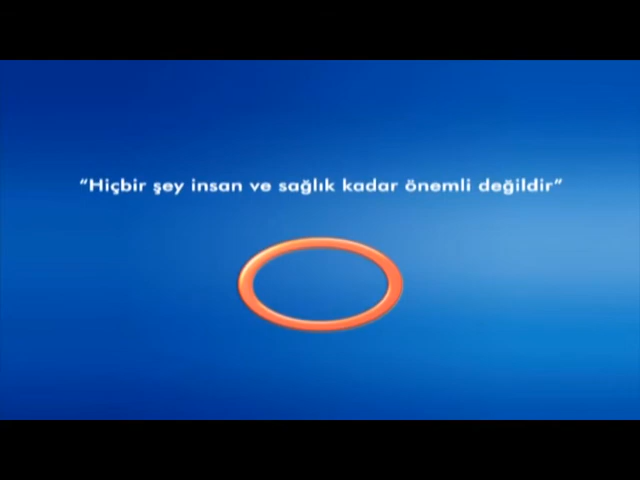 “Hiçbir şey insan ve sağlık kadar önemli değildir”